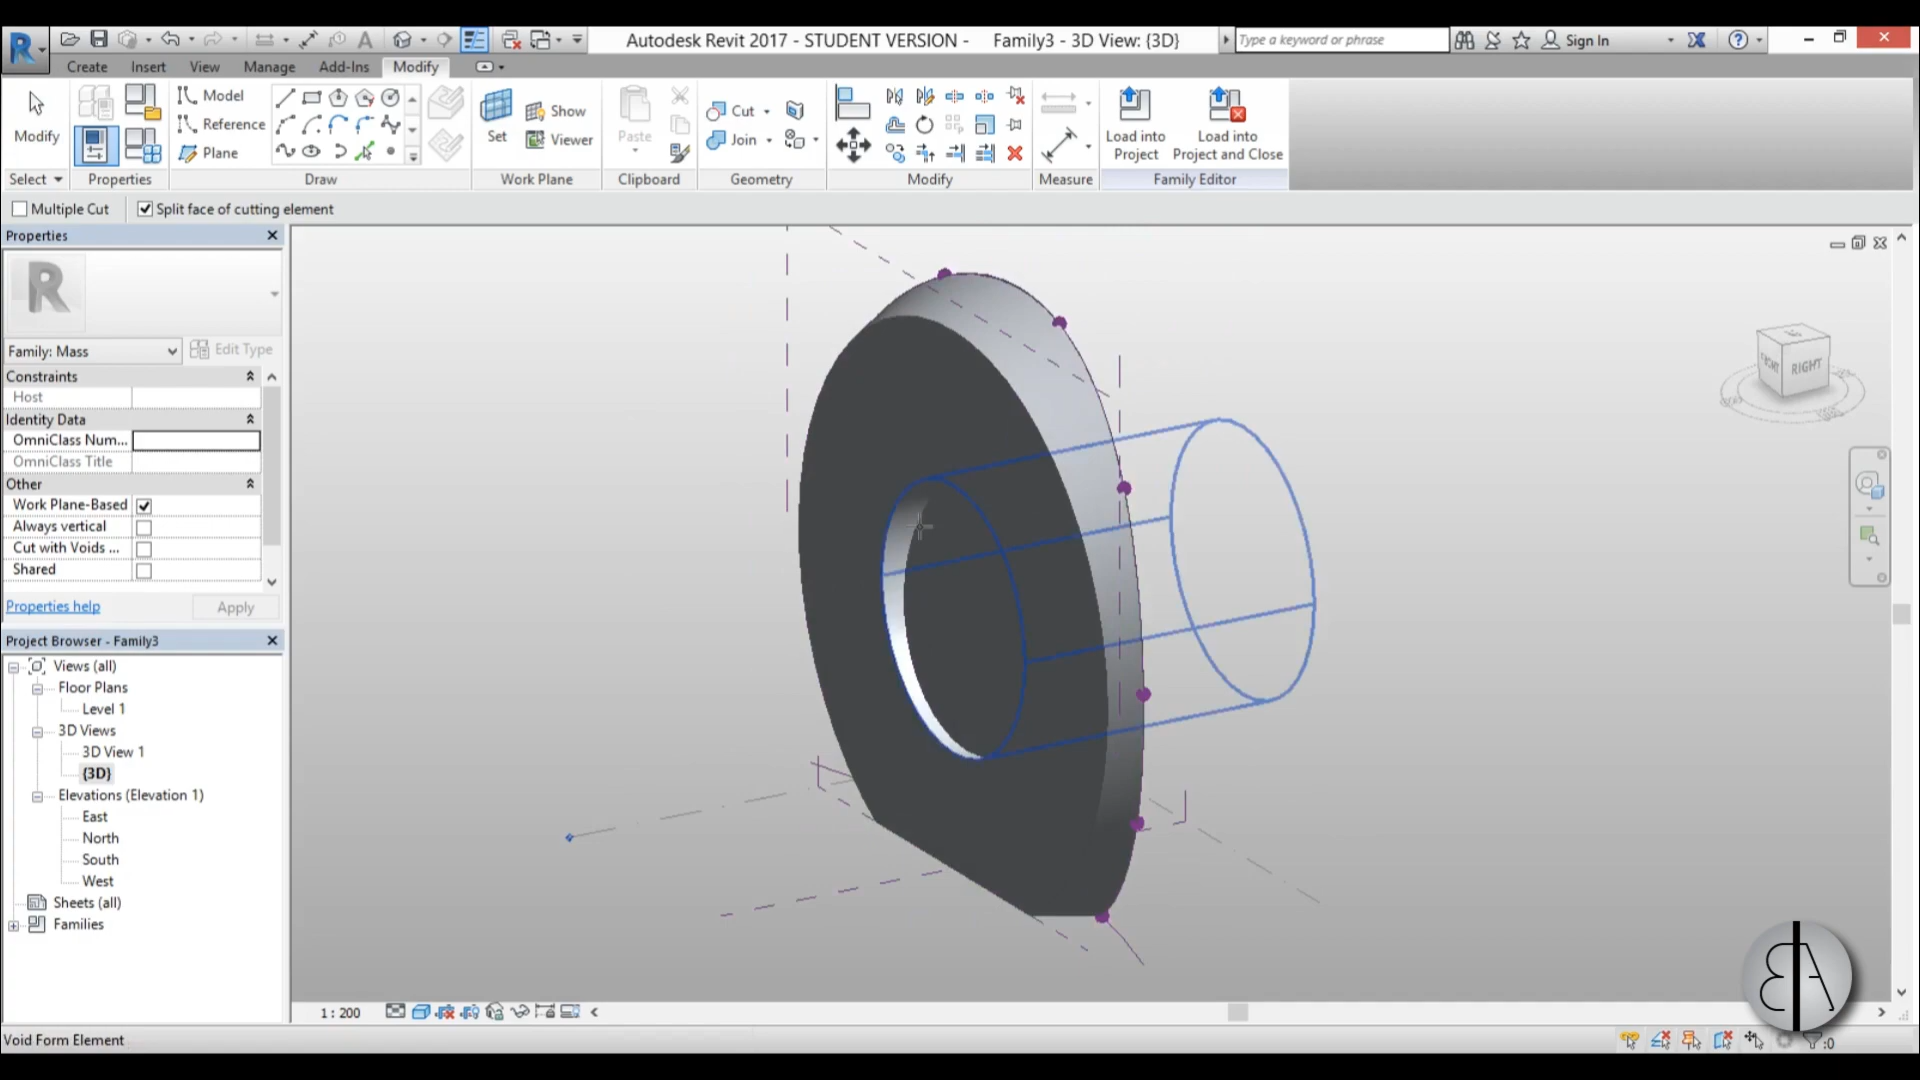 Autodesk Revit 2017 - STUDENT VERSION - Family3 - 3D View: {3D}
Type a keyword or phrase
Sign In
Create Insert View Manage Add-Ins Modify
Modify
Model
Reference
Plane
Set
Show
Viewer
Paste
Cut
Join
Load into Project
Load into Project and Close
Select Properties Draw Work Plane Clipboard Geometry Modify Measure Family Editor
Multiple Cut Split face of cutting element
Properties
R
Family: Mass Edit Type
Constraints
Host
Identity Data
OmniClass Num...
OmniClass Title
Other
Work Plane-Based
Always vertical
Cut with Voids ...
Shared
Properties help Apply
Project Browser - Family3
Views (all)
Floor Plans
Level 1
3D Views
3D View 1
{3D}
Elevations (Elevation 1)
East
North
South
West
Sheets (all)
Families
FRONT RIGHT
1 : 200
Void Form Element
:0